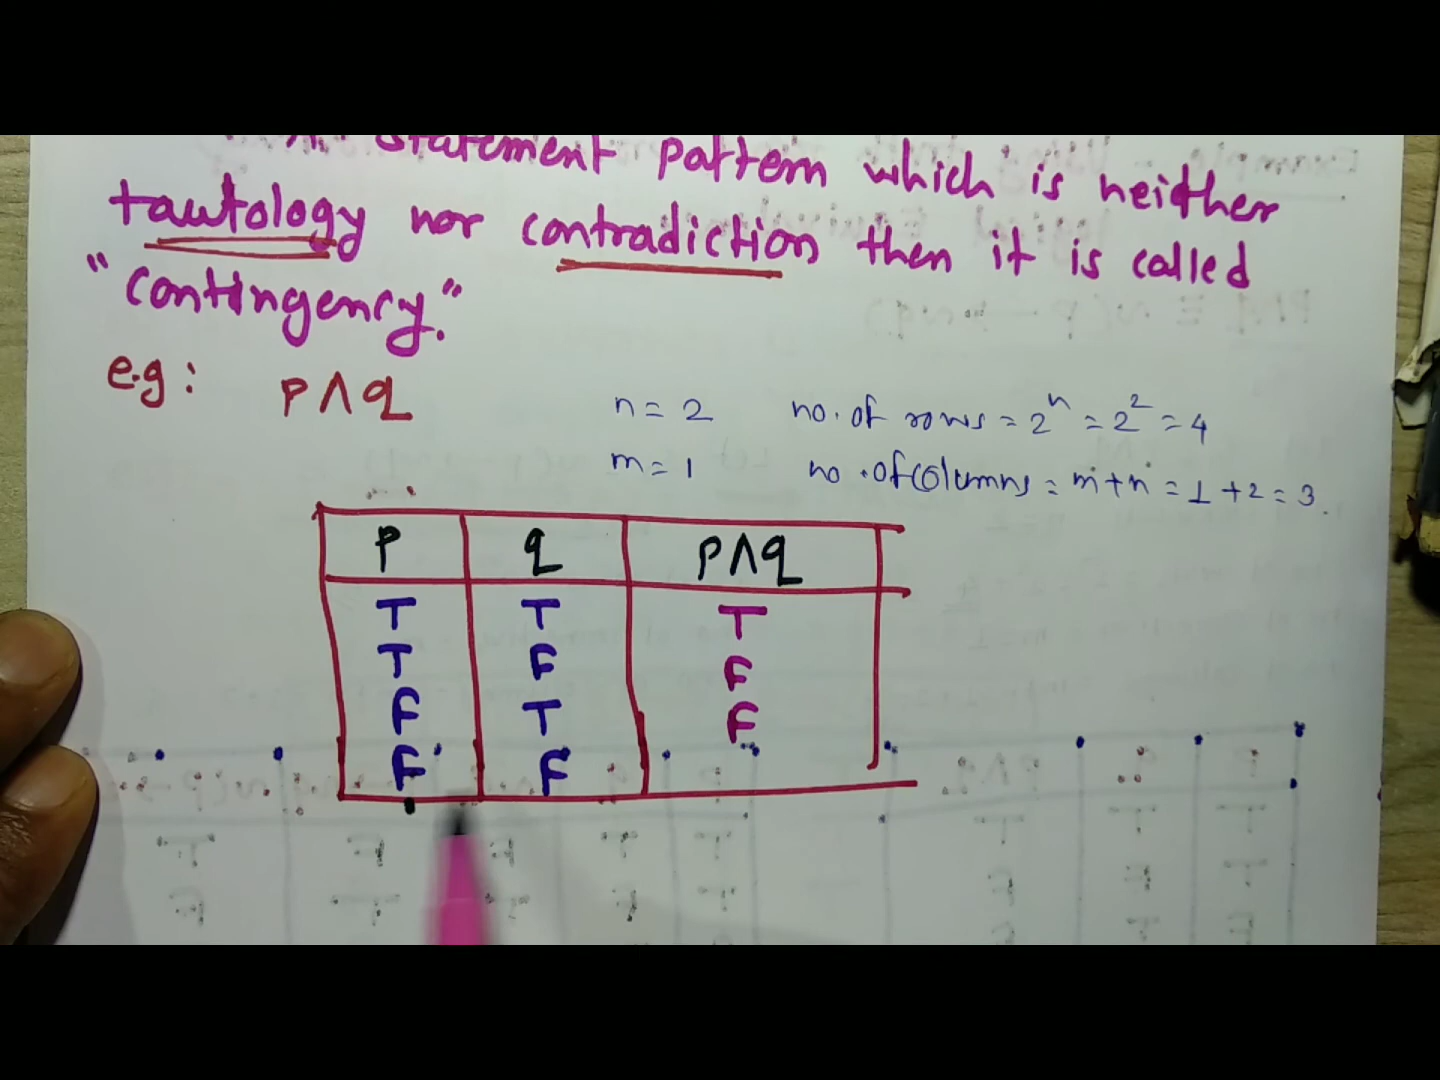 A statement pattern which is neither
tautology nor contradiction then it is called
"contingency."
e.g: p∧q
n = 2 no. of rows = 2ⁿ = 2² = 4
m = 1 no. of columns = m+n = 1+2 = 3.
p q p∧q
T T T
T F F
F T F
F F